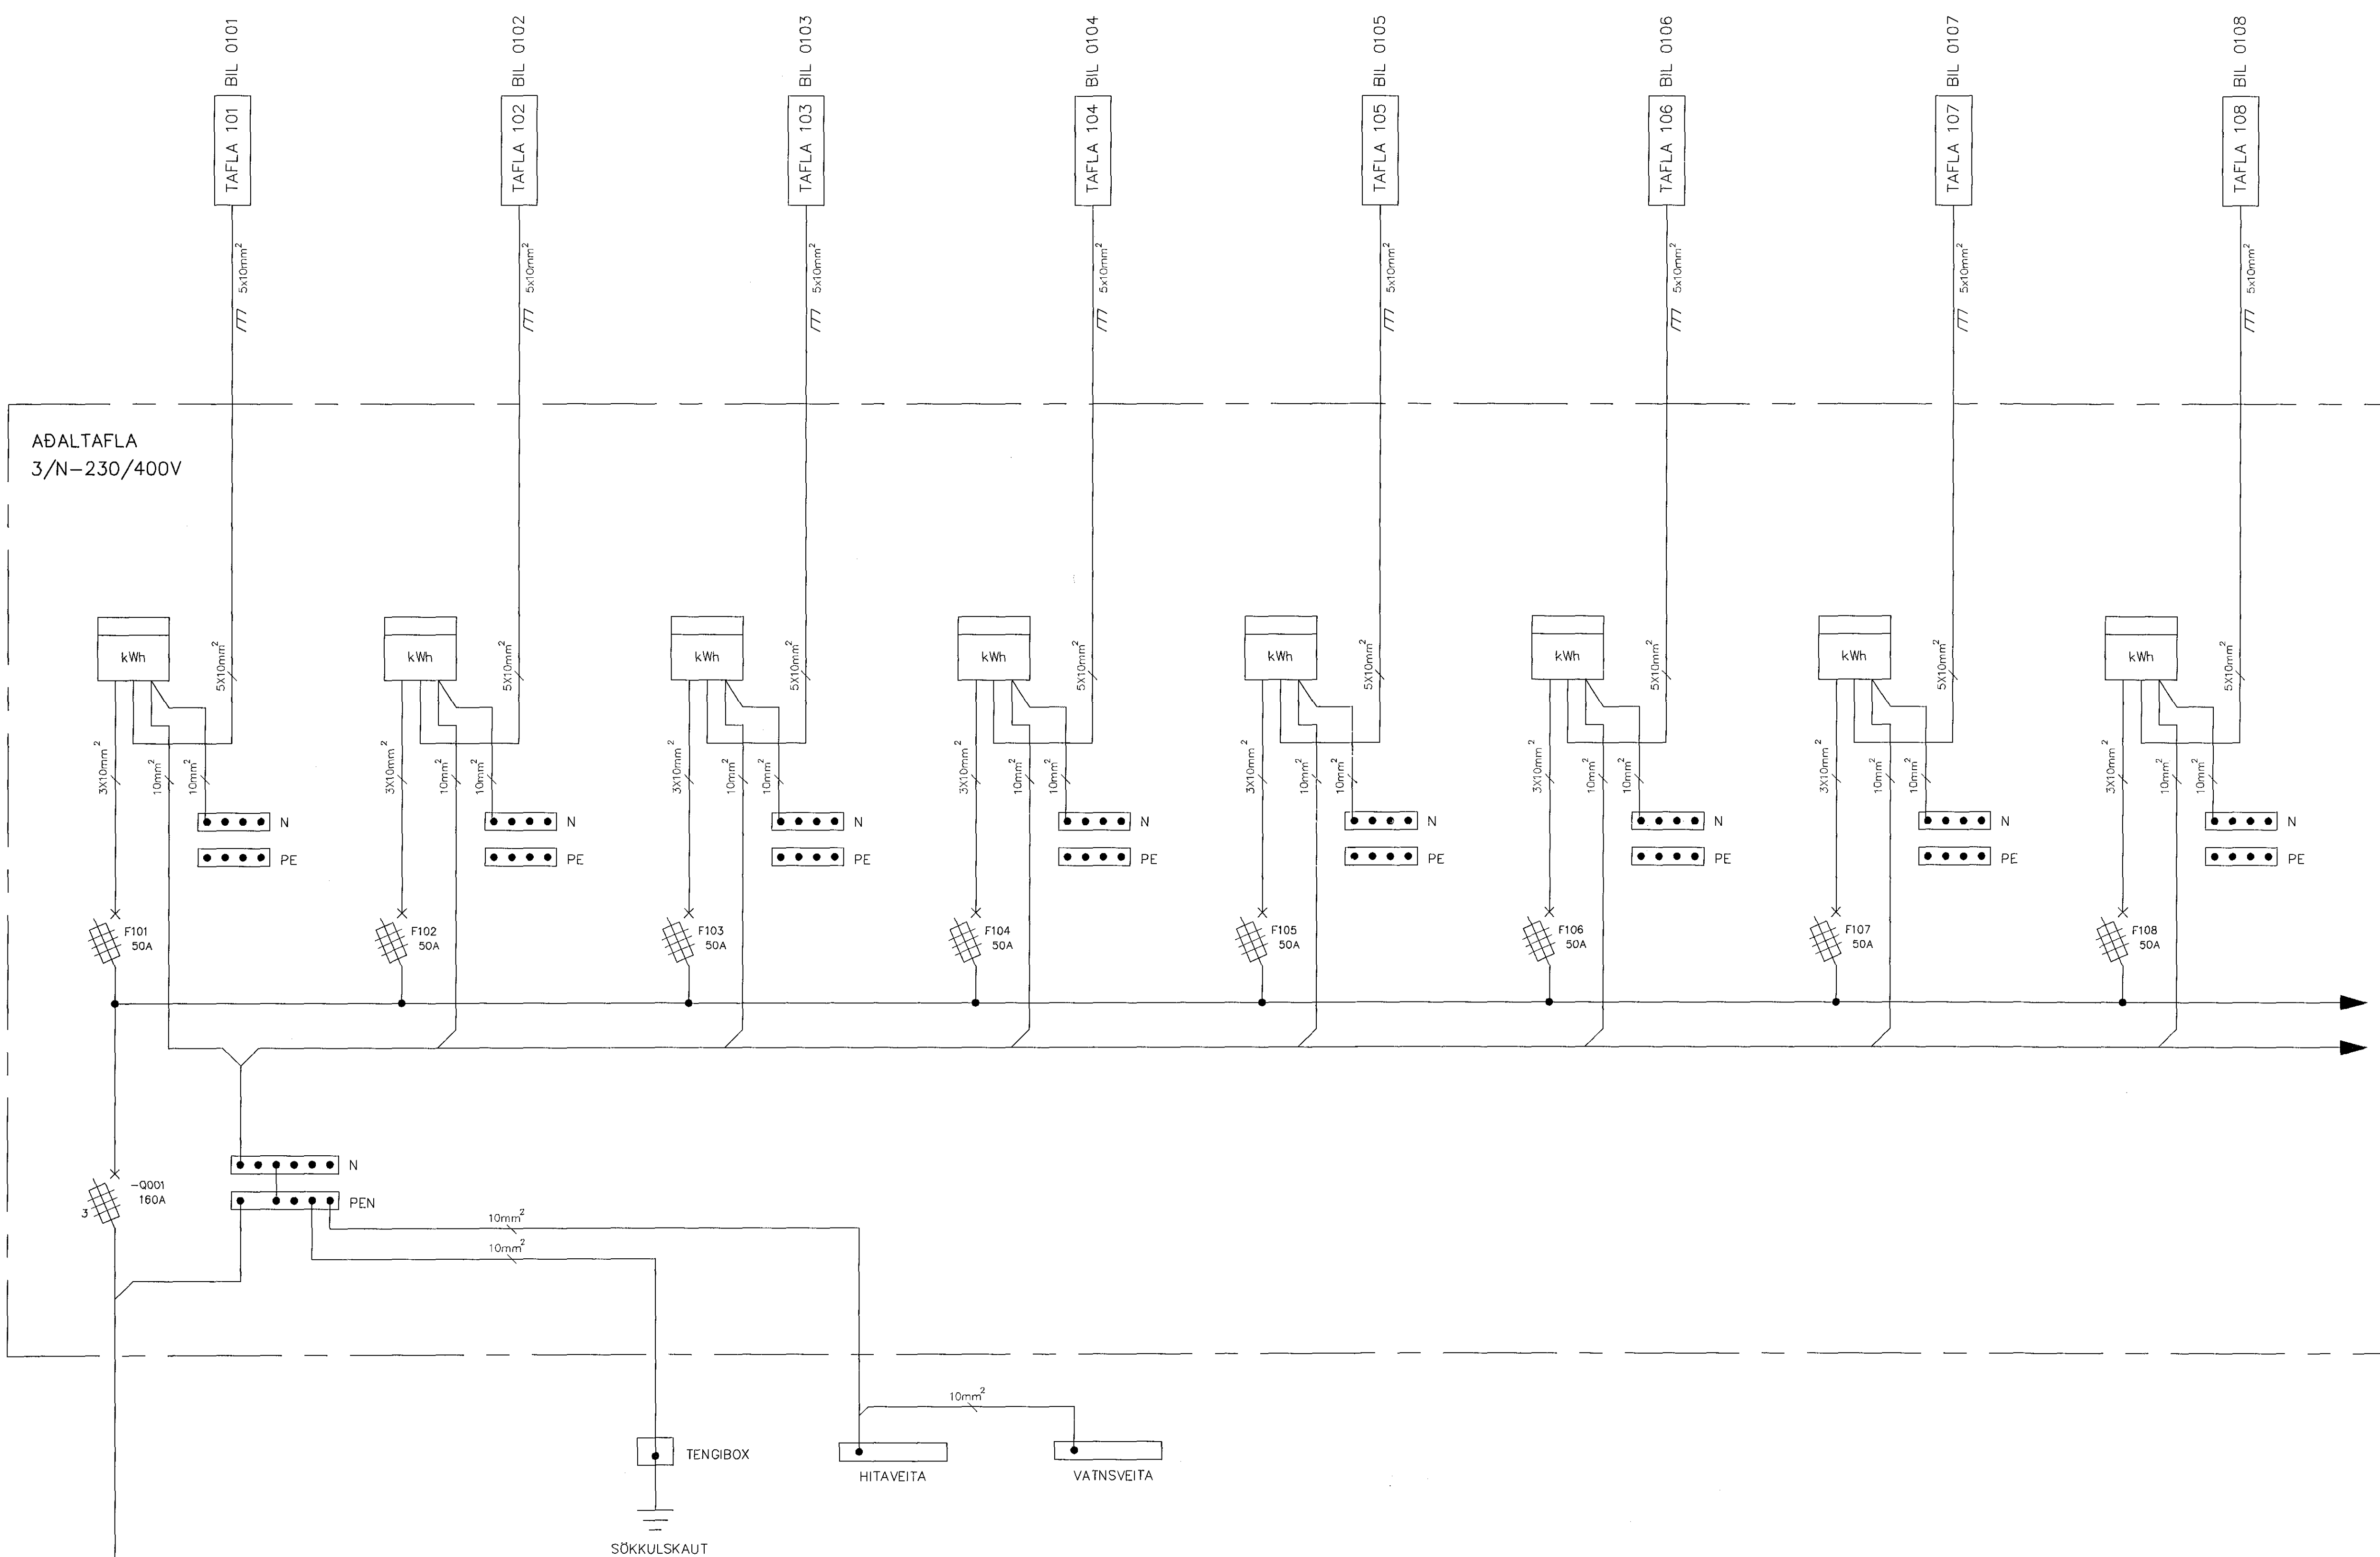 BIL 0101
BIL 0102
BIL 0103
BIL 0104
BIL 0105
BIL 0106
BIL 0107
BIL 0108
TAFLA 101
TAFLA 102
TAFLA 103
TAFLA 104
TAFLA 105
TAFLA 106
TAFLA 107
TAFLA 108
5x10mm²
5x10mm²
5x10mm²
5x10mm²
5x10mm²
5x10mm²
5x10mm²
5x10mm²
AÐALTAFLA
3/N-230/400V
kWh
5X10mm²
kWh
5X10mm²
kWh
5X10mm²
kWh
5X10mm²
kWh
5X10mm²
kWh
5X10mm²
kWh
5X10mm²
kWh
5X10mm²
3X10mm²
10mm²
10mm²
3X10mm²
10mm²
10mm²
3X10mm²
10mm²
10mm²
3X10mm²
10mm²
10mm²
3X10mm²
10mm²
10mm²
3X10mm²
10mm²
10mm²
3X10mm²
10mm²
10mm²
3X10mm²
10mm²
10mm²
N
N
N
N
N
N
N
N
PE
PE
PE
PE
PE
PE
PE
PE
F101
50A
F102
50A
F103
50A
F104
50A
F105
50A
F106
50A
F107
50A
F108
50A
N
-Q001
160A
3
PEN
10mm²
10mm²
10mm²
TENGIBOX
HITAVEITA
VATNSVEITA
SÖKKULSKAUT